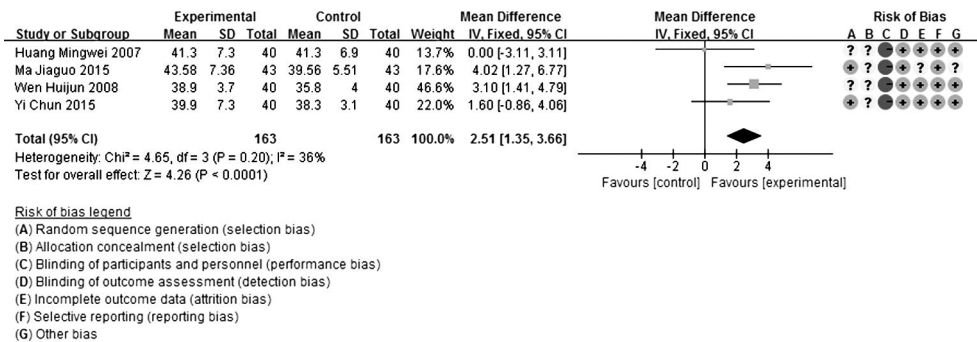 Experimental Control Mean Difference Mean Difference Risk of Bias
Study or Subgroup Mean SD Total Mean SD Total Weight IV, Fixed, 95% CI IV, Fixed, 95% CI A B C D E F G
Huang Mingwei 2007 41.3 7.3 40 41.3 6.9 40 13.7% 0.00 [-3.11, 3.11] ? ? - + + + +
Ma Jiaguo 2015 43.58 7.36 43 39.56 5.51 43 17.6% 4.02 [1.27, 6.77] + ? - + ? + ?
Wen Huijun 2008 38.9 3.7 40 35.8 4 40 46.6% 3.10 [1.41, 4.79] ? ? - + + + +
Yi Chun 2015 39.9 7.3 40 38.3 3.1 40 22.0% 1.60 [-0.86, 4.06] + ? - + + + +
Total (95% CI) 163 163 100.0% 2.51 [1.35, 3.66]
Heterogeneity: Chi² = 4.65, df = 3 (P = 0.20); I² = 36%
Test for overall effect: Z = 4.26 (P < 0.0001)
-4 -2 0 2 4
Favours [control] Favours [experimental]
Risk of bias legend
(A) Random sequence generation (selection bias)
(B) Allocation concealment (selection bias)
(C) Blinding of participants and personnel (performance bias)
(D) Blinding of outcome assessment (detection bias)
(E) Incomplete outcome data (attrition bias)
(F) Selective reporting (reporting bias)
(G) Other bias